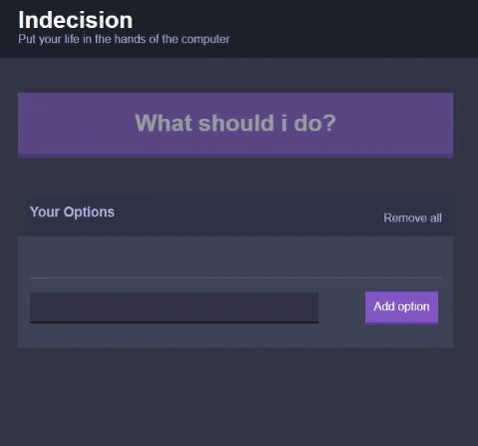 Indecision
Put your life in the hands of the computer
What should i do?
Your Options
Remove all
Add option